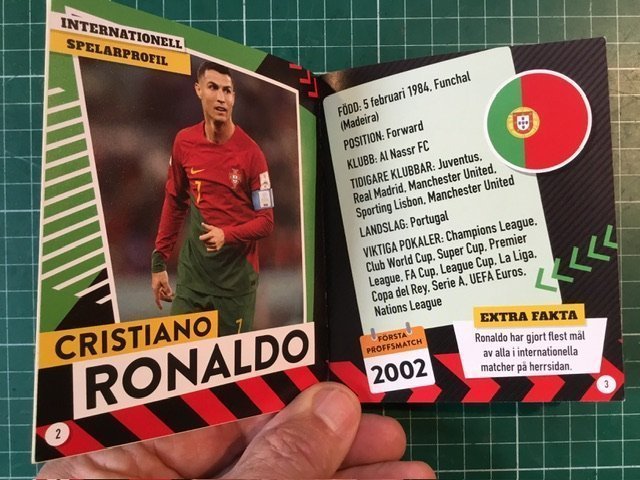 INTERNATIONELL
SPELARPROFIL
7
7
CRISTIANO
RONALDO
2
FÖDD: 5 februari 1984, Funchal
(Madeira)
POSITION: Forward
KLUBB: Al Nassr FC
TIDIGARE KLUBBAR: Juventus,
Real Madrid, Manchester United,
Sporting Lisbon, Manchester United
LANDSLAG: Portugal
VIKTIGA POKALER: Champions League,
Club World Cup, Super Cup, Premier
League, FA Cup, League Cup, La Liga,
Copa del Rey, Serie A, UEFA Euros,
Nations League
FÖRSTA
PROFFSMATCH
2002
EXTRA FAKTA
Ronaldo har gjort flest mål
av alla i internationella
matcher på herrsidan.
3